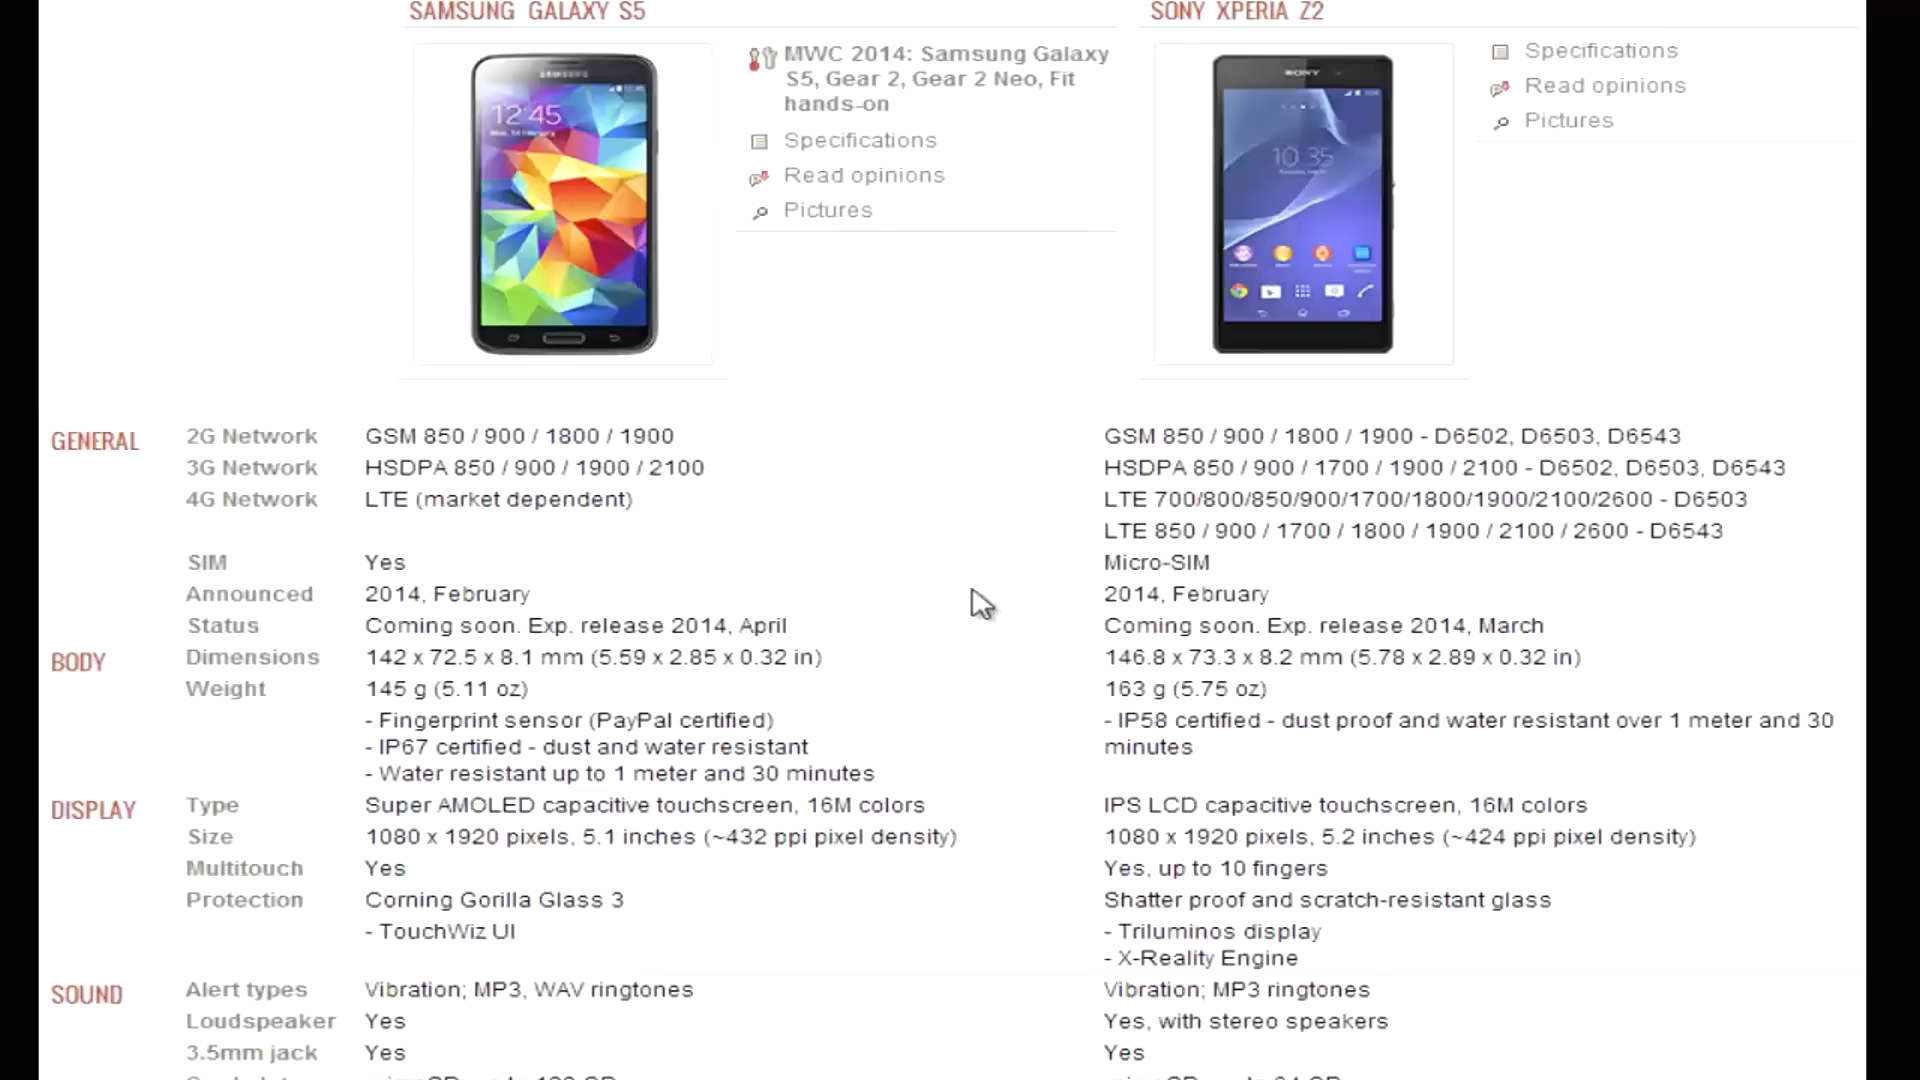 SAMSUNG GALAXY S5
SONY XPERIA Z2
MWC 2014: Samsung Galaxy
S5, Gear 2, Gear 2 Neo, Fit
hands-on
Specifications
Read opinions
Pictures
Specifications
Read opinions
Pictures
SAMSUNG
12:45
SONY
10:35
GENERAL
2G Network GSM 850 / 900 / 1800 / 1900 GSM 850 / 900 / 1800 / 1900 - D6502, D6503, D6543
3G Network HSDPA 850 / 900 / 1900 / 2100 HSDPA 850 / 900 / 1700 / 1900 / 2100 - D6502, D6503, D6543
4G Network LTE (market dependent) LTE 700/800/850/900/1700/1800/1900/2100/2600 - D6503
LTE 850 / 900 / 1700 / 1800 / 1900 / 2100 / 2600 - D6543
SIM Yes Micro-SIM
Announced 2014, February 2014, February
Status Coming soon. Exp. release 2014, April Coming soon. Exp. release 2014, March
BODY
Dimensions 142 x 72.5 x 8.1 mm (5.59 x 2.85 x 0.32 in) 146.8 x 73.3 x 8.2 mm (5.78 x 2.89 x 0.32 in)
Weight 145 g (5.11 oz) 163 g (5.75 oz)
- Fingerprint sensor (PayPal certified)
- IP67 certified - dust and water resistant
- Water resistant up to 1 meter and 30 minutes
- IP58 certified - dust proof and water resistant over 1 meter and 30
minutes
DISPLAY
Type Super AMOLED capacitive touchscreen, 16M colors IPS LCD capacitive touchscreen, 16M colors
Size 1080 x 1920 pixels, 5.1 inches (~432 ppi pixel density) 1080 x 1920 pixels, 5.2 inches (~424 ppi pixel density)
Multitouch Yes Yes, up to 10 fingers
Protection Corning Gorilla Glass 3 Shatter proof and scratch-resistant glass
- TouchWiz UI
- Triluminos display
- X-Reality Engine
SOUND
Alert types Vibration; MP3, WAV ringtones Vibration; MP3 ringtones
Loudspeaker Yes Yes, with stereo speakers
3.5mm jack Yes Yes